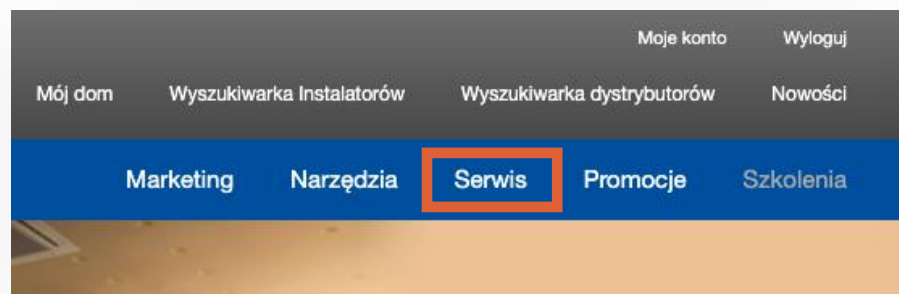 Moje konto Wyloguj
Mój dom Wyszukiwarka Instalatorów Wyszukiwarka dystrybutorów Nowości
Marketing Narzędzia Serwis Promocje Szkolenia